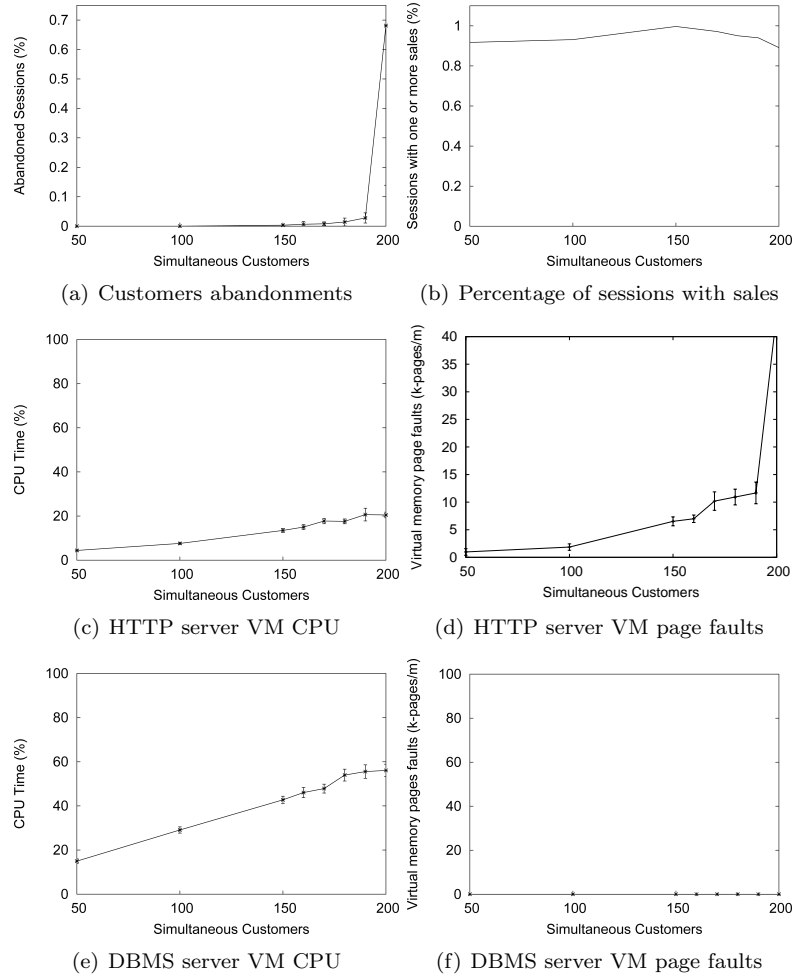 Abandoned Sessions (%)
0.7
0.6
0.5
0.4
0.3
0.2
0.1
0
50 100 150 200
Simultaneous Customers
(a) Customers abandonments
Sessions with one or more sales (%)
1
0.8
0.6
0.4
0.2
0
50 100 150 200
Simultaneous Customers
(b) Percentage of sessions with sales
CPU Time (%)
100
80
60
40
20
0
50 100 150 200
Simultaneous Customers
(c) HTTP server VM CPU
Virtual memory page faults (k-pages/m)
40
35
30
25
20
15
10
5
0
50 100 150 200
Simultaneous Customers
(d) HTTP server VM page faults
CPU Time (%)
100
80
60
40
20
0
50 100 150 200
Simultaneous Customers
(e) DBMS server VM CPU
Virtual memory pages faults (k-pages/m)
100
80
60
40
20
0
50 100 150 200
Simultaneous Customers
(f) DBMS server VM page faults